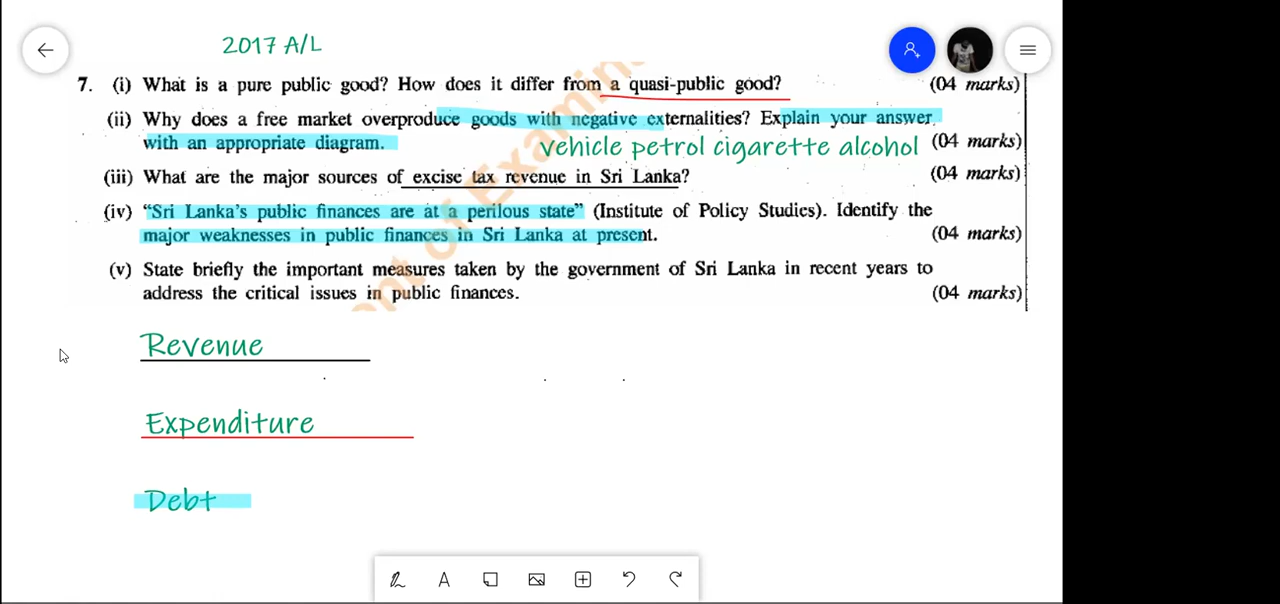 2017 A/L
7. (i) What is a pure public good? How does it differ from a quasi-public good? (04 marks)
(ii) Why does a free market overproduce goods with negative externalities? Explain your answer with an appropriate diagram. (04 marks)
vehicle petrol cigarette alcohol
(iii) What are the major sources of excise tax revenue in Sri Lanka? (04 marks)
(iv) “Sri Lanka's public finances are at a perilous state” (Institute of Policy Studies). Identify the
major weaknesses in public finances in Sri Lanka at present. (04 marks)
(v) State briefly the important measures taken by the government of Sri Lanka in recent years to
address the critical issues in public finances. (04 marks)
Revenue
Expenditure
Debt
A